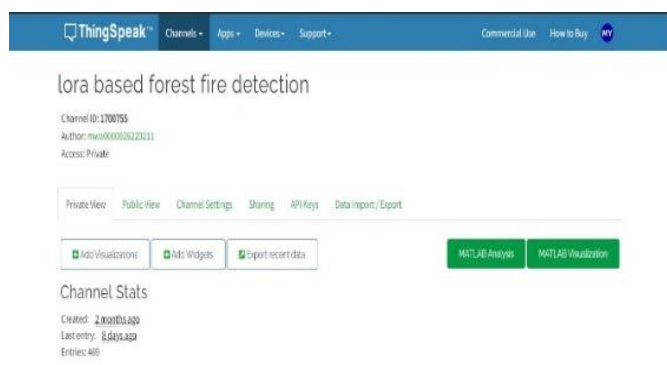 ThingSpeak™ Channels Apps Devices Support Commercial Use How to Buy MY
lora based forest fire detection
Channel ID: 1700755
Author:
Access: Private
Private View Public View Channel Settings Sharing API Keys Data Import / Export
Add Visualizations Add Widgets Export recent data MATLAB Analysis MATLAB Visualization
Channel Stats
Created: 2 months ago
Last entry: 8 days ago
Entries: 469